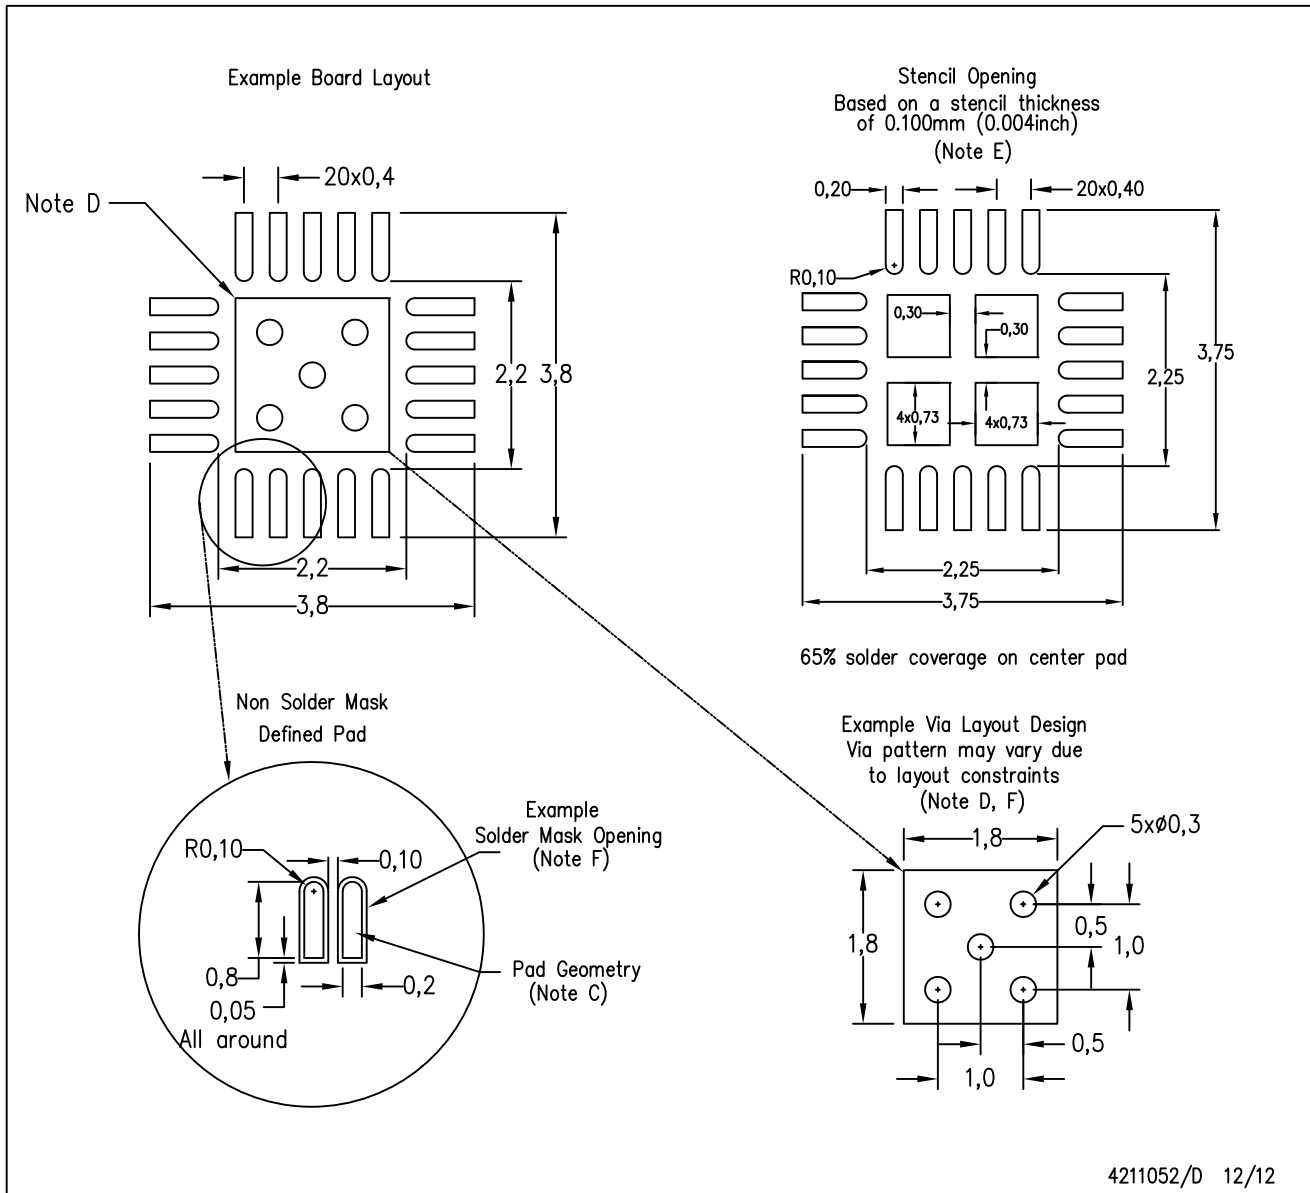 Example Board Layout
20x0,4
Note D
2,2
3,8
2,2
3,8
Stencil Opening
Based on a stencil thickness
of 0.100mm (0.004inch)
(Note E)
0,20
20x0,40
R0,10
0,30
0,30
4x0,73
4x0,73
2,25
3,75
2,25
3,75
65% solder coverage on center pad
Non Solder Mask
Defined Pad
R0,10
0,10
Example
Solder Mask Opening
(Note F)
0,8
0,05
All around
0,2
Pad Geometry
(Note C)
Example Via Layout Design
Via pattern may vary due
to layout constraints
(Note D, F)
1,8
5xø0,3
1,8
0,5
1,0
0,5
1,0
4211052/D 12/12